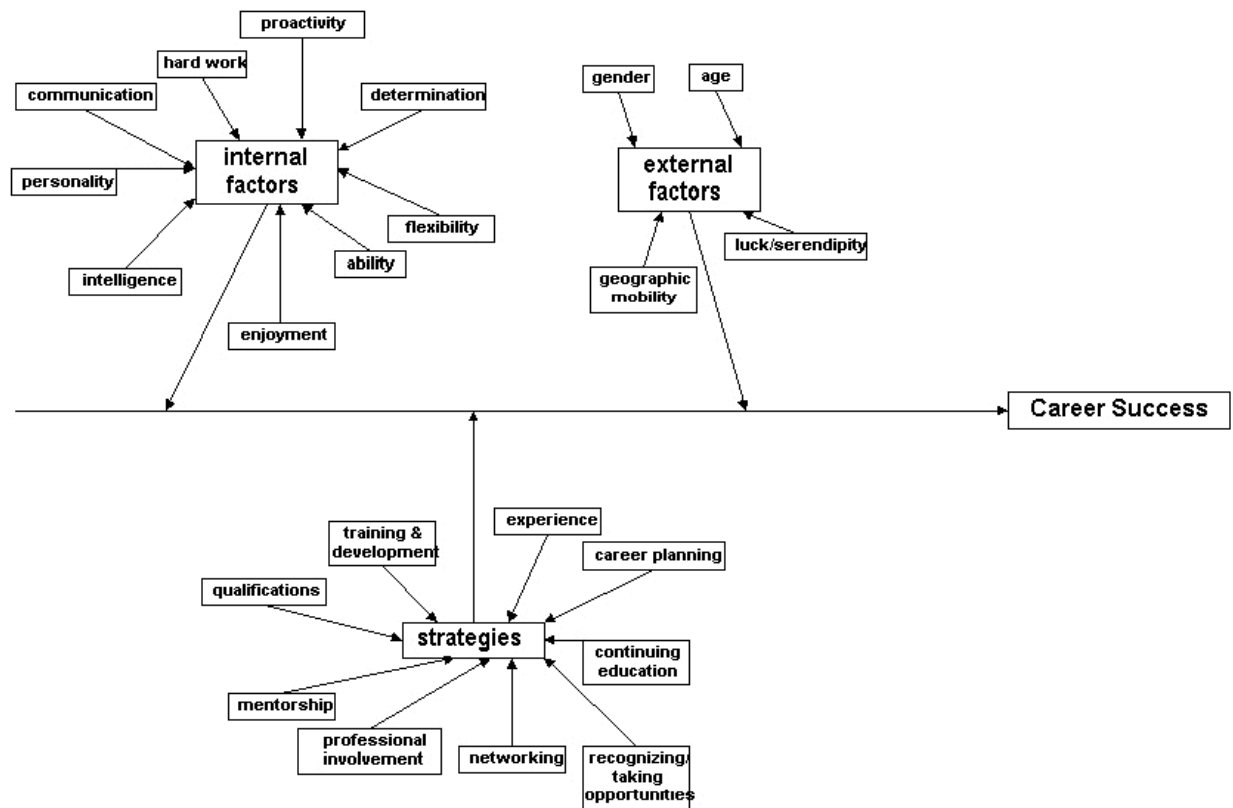 proactivity
hard work
gender
age
communication
determination
internal
factors
external
factors
personality
flexibility
luck/serendipity
ability
intelligence
geographic
mobility
enjoyment
Career Success
experience
training &
development
career planning
qualifications
strategies
continuing
education
mentorship
professional
involvement
networking
recognizing/
taking
opportunities